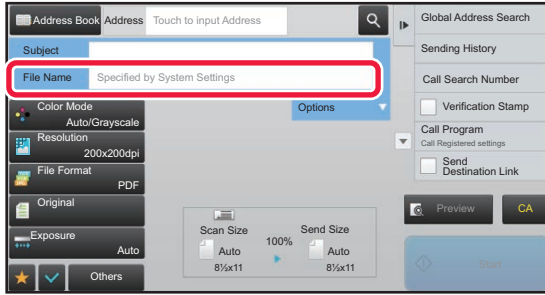 Address Book Address Touch to input Address
Subject
File Name Specified by System Settings
Color Mode
Auto/Grayscale
Resolution
200x200dpi
File Format
PDF
Original
Exposure
Auto
Others
Options
Scan Size
Auto
8½x11
100%
Send Size
Auto
8½x11
Global Address Search
Sending History
Call Search Number
Verification Stamp
Call Program
Call Registered settings
Send
Destination Link
Preview
CA
Start